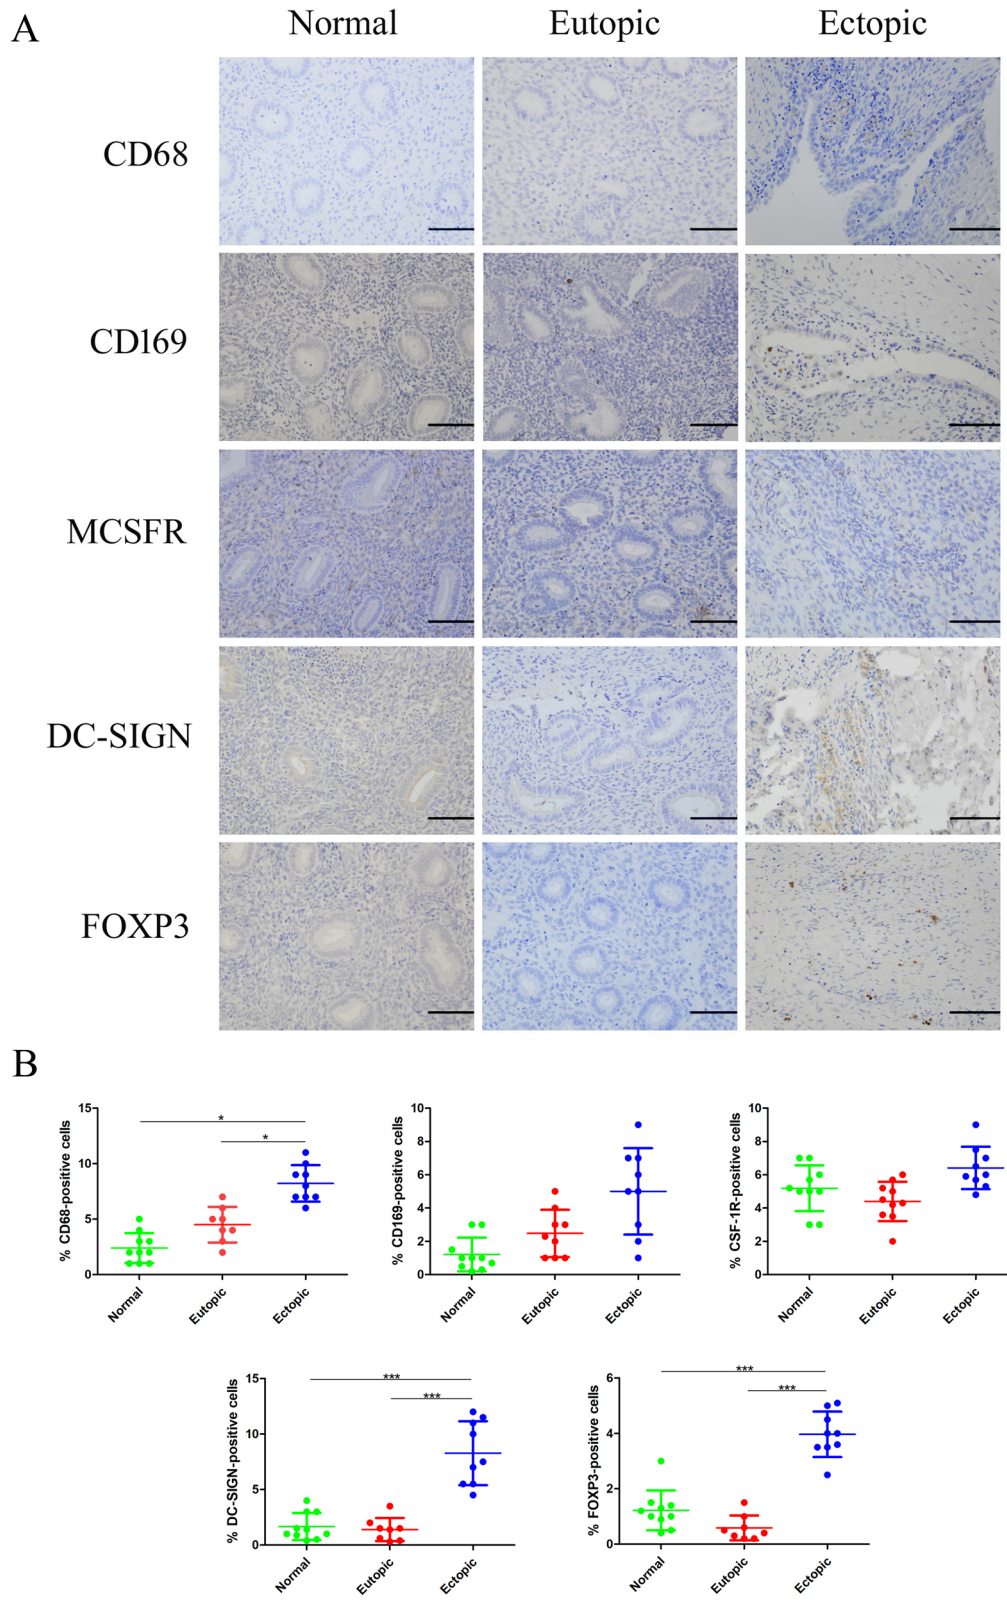 A
Normal Eutopic Ectopic
CD68
CD169
MCSFR
DC-SIGN
FOXP3
B
% CD68-positive cells
15
10
5
0
*
*
Normal Eutopic Ectopic
% CD169-positive cells
10
8
6
4
2
0
Normal Eutopic Ectopic
% CSF-1R-positive cells
10
8
6
4
2
0
Normal Eutopic Ectopic
% DC-SIGN-positive cells
15
10
5
0
***
***
Normal Eutopic Ectopic
% FOXP3-positive cells
6
4
2
0
***
***
Normal Eutopic Ectopic